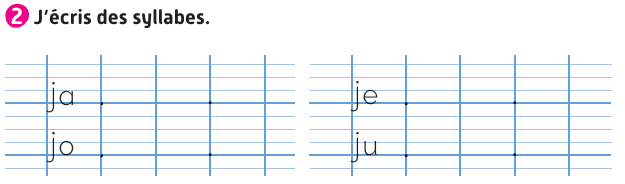 2 J'écris des syllabes.
ja . . je . .
jo . . ju . .